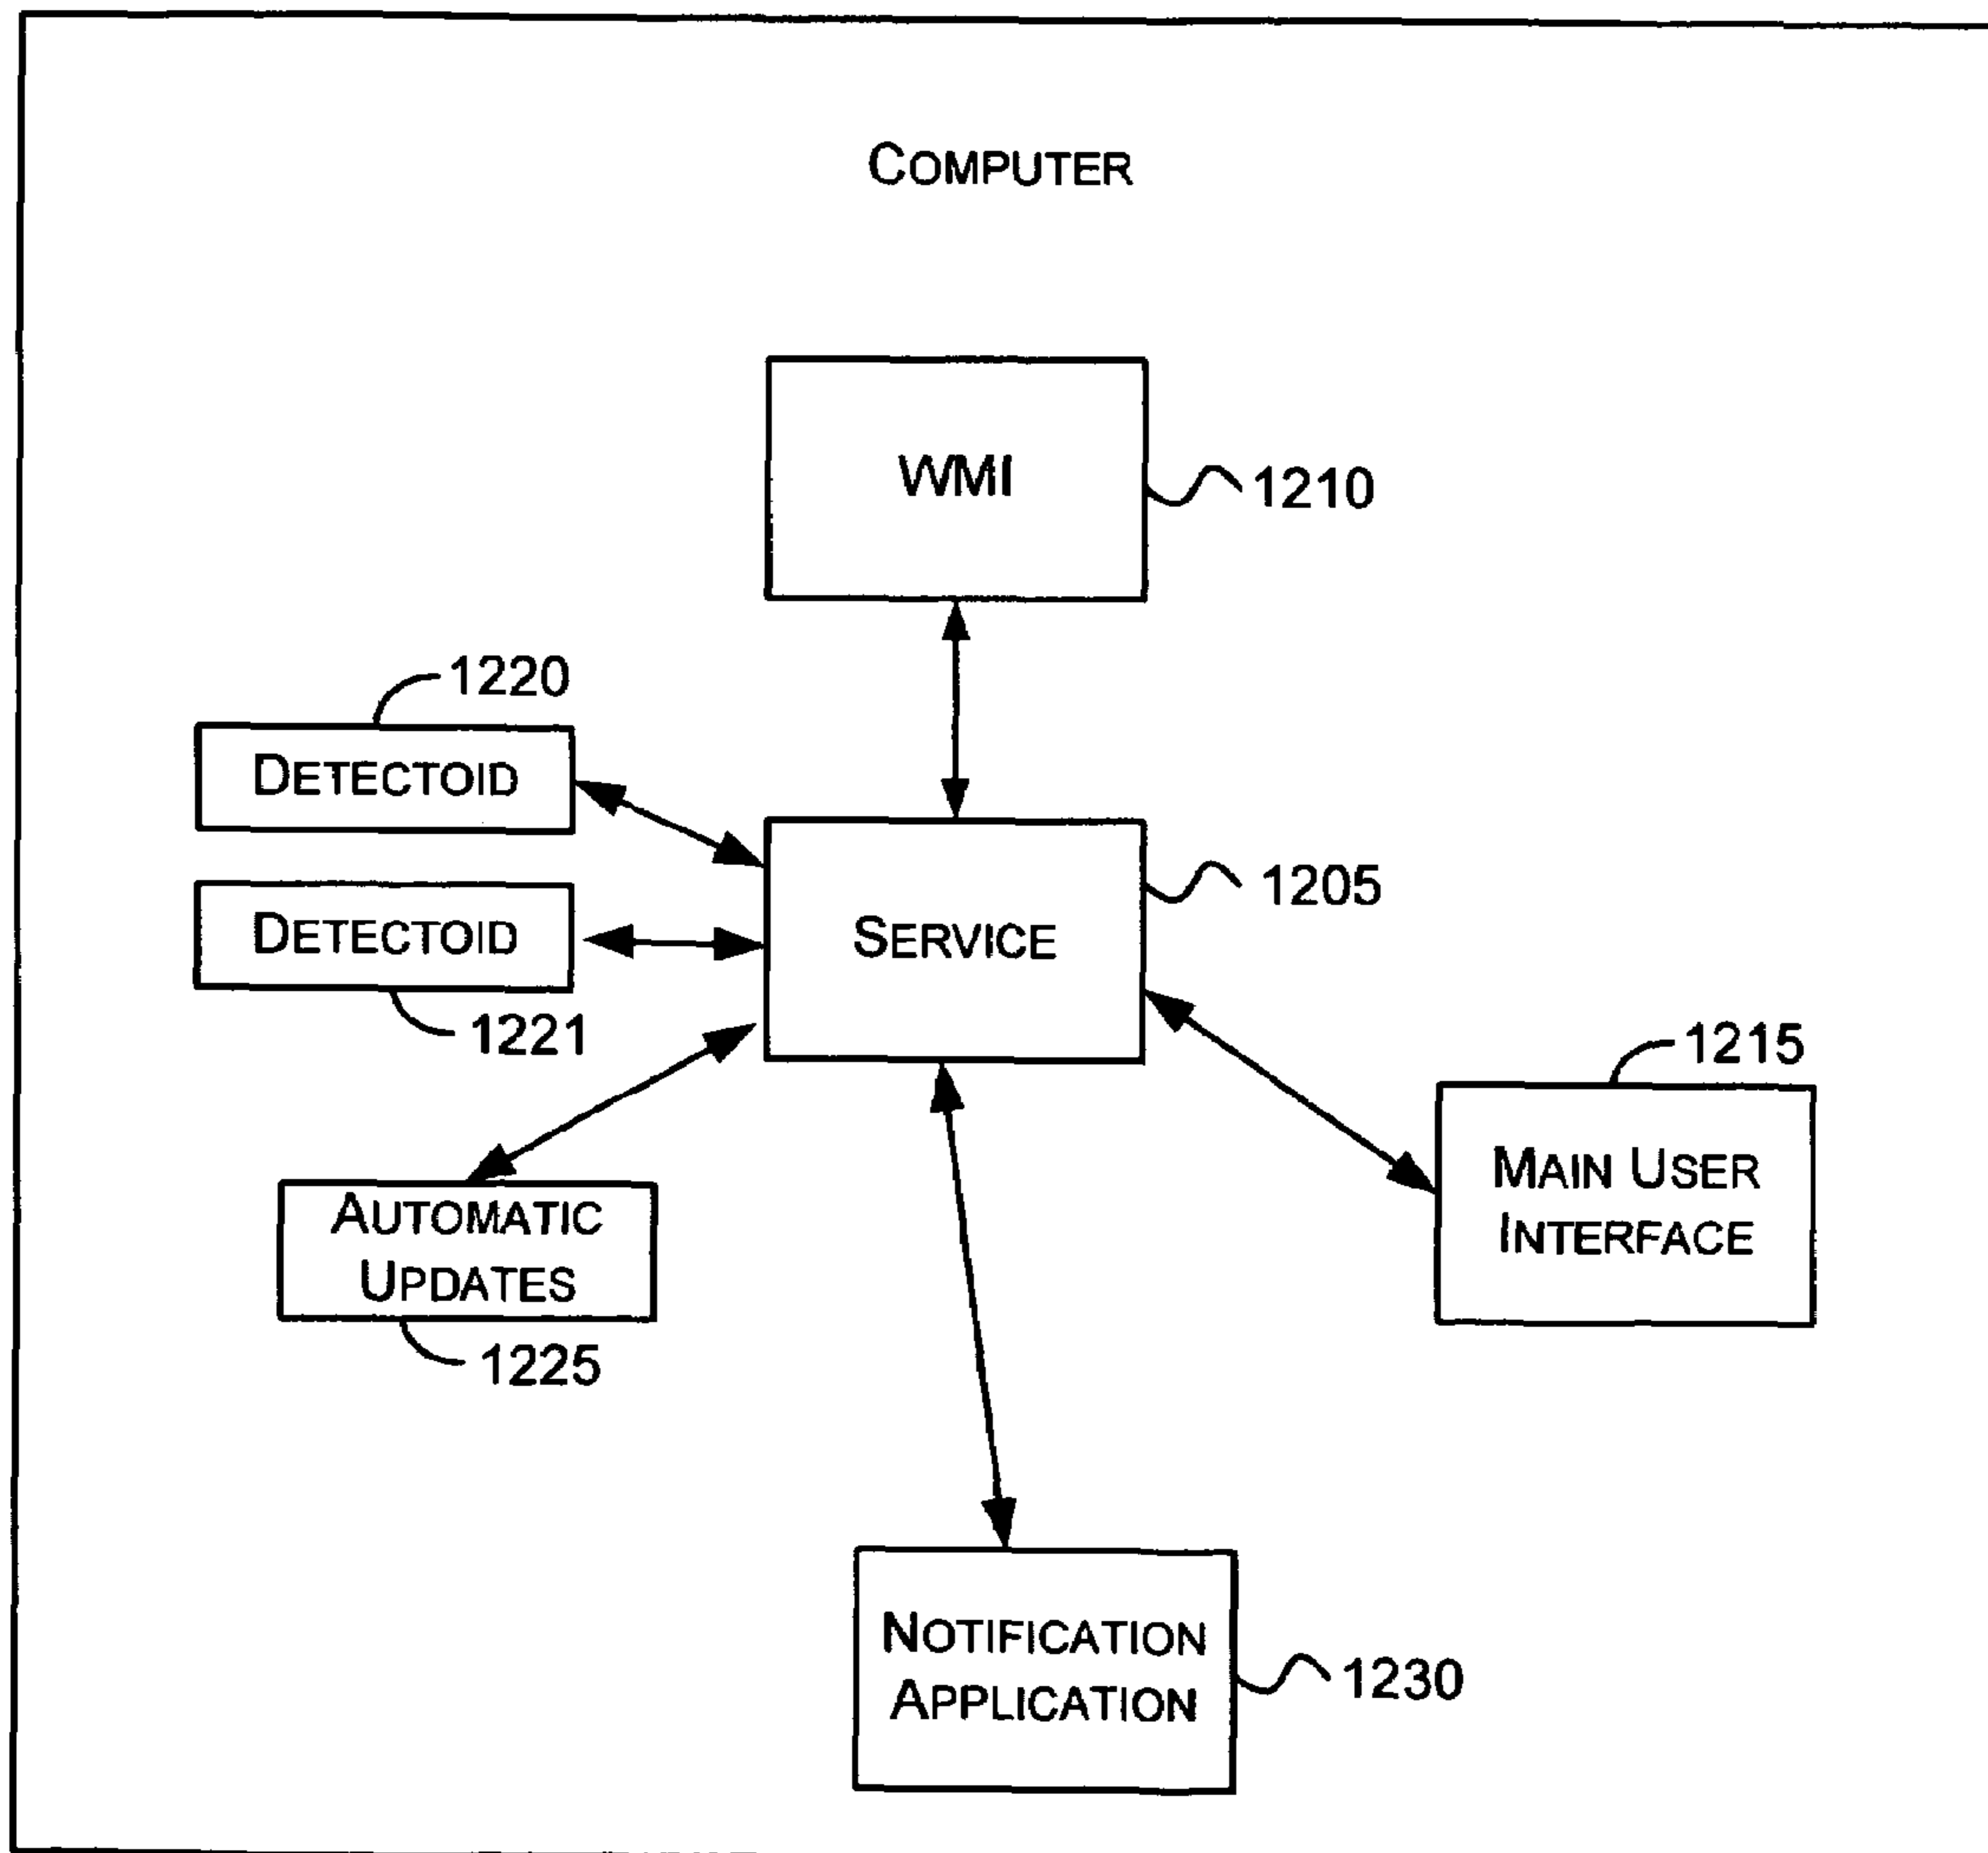 COMPUTER
WMI
1210
1220
DETECTOID
1205
DETECTOID
SERVICE
1221
1215
MAIN USER
INTERFACE
AUTOMATIC
UPDATES
1225
NOTIFICATION
APPLICATION
1230